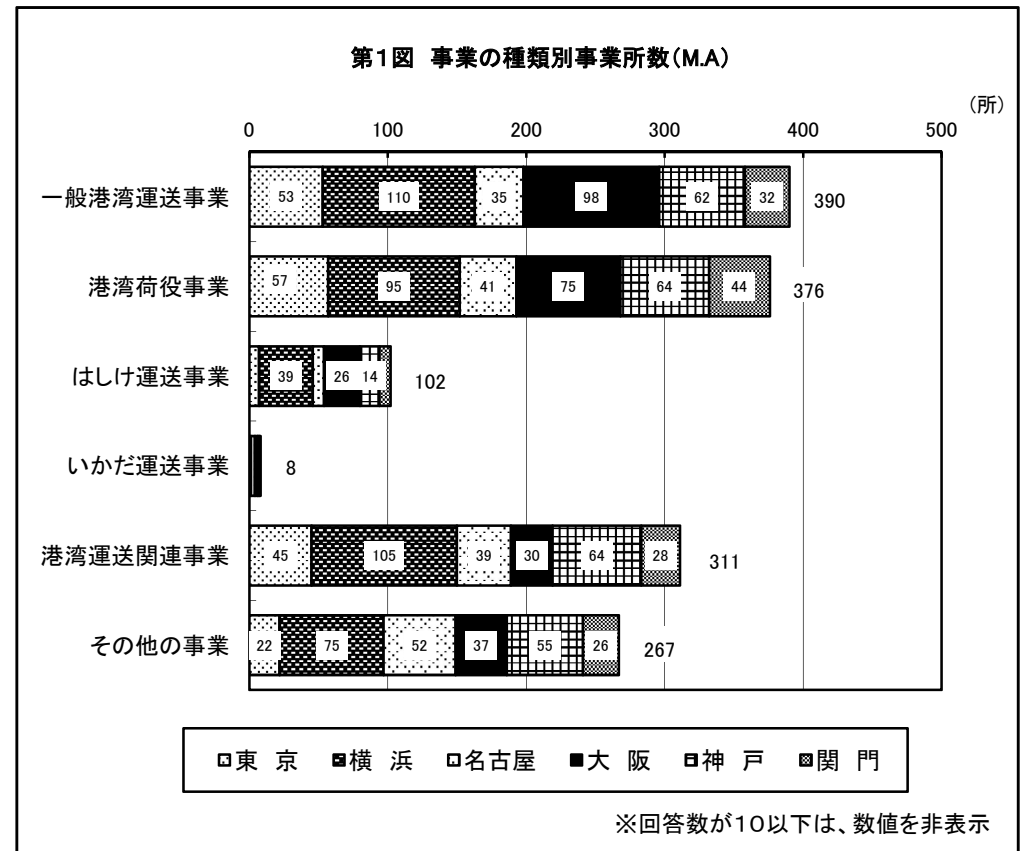 第1図 事業の種類別事業所数(M.A)
(所)
0 100 200 300 400 500
一般港湾運送事業 53 110 35 98 62 32 390
港湾荷役事業 57 95 41 75 64 44 376
はしけ運送事業 39 26 14 102
いかだ運送事業 8
港湾運送関連事業 45 105 39 30 64 28 311
その他の事業 22 75 52 37 55 26 267
東 京 横 浜 名古屋 大 阪 神 戸 関 門
※回答数が10以下は、数値を非表示